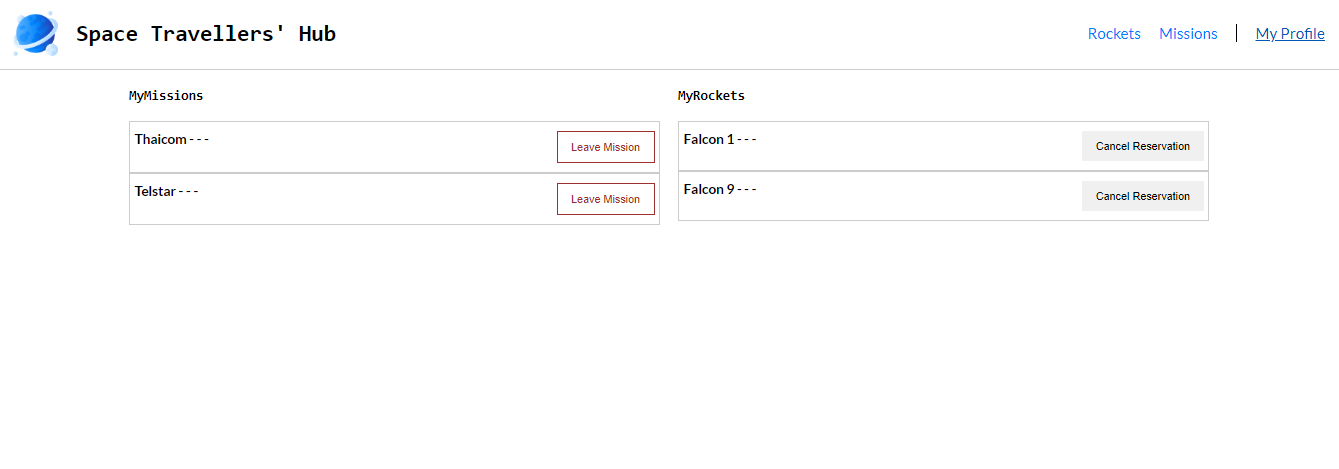 Space Travellers' Hub
Rockets Missions My Profile
MyMissions
Thaicom - - - Leave Mission
Telstar - - - Leave Mission
MyRockets
Falcon 1 - - - Cancel Reservation
Falcon 9 - - - Cancel Reservation